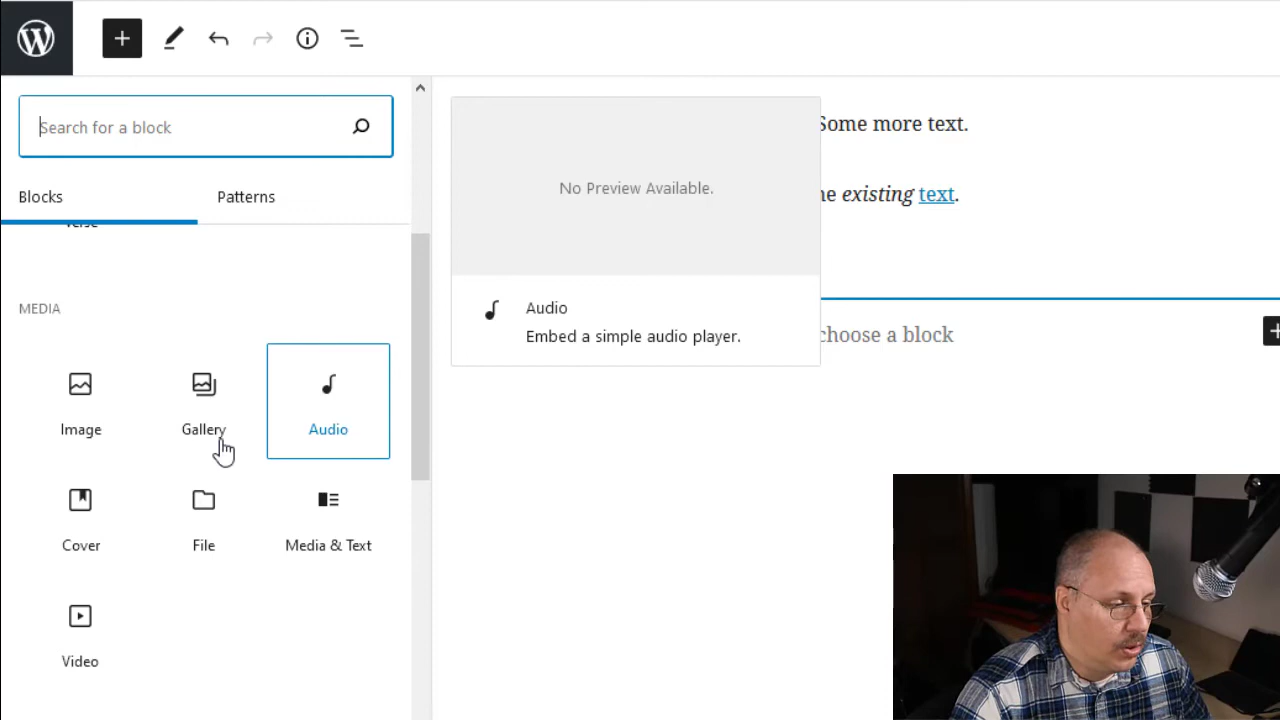 Search for a block
Blocks
Patterns
MEDIA
Image
Gallery
Audio
Cover
File
Media & Text
Video
No Preview Available.
Audio
Embed a simple audio player.
Some more text.
existing text.
choose a block